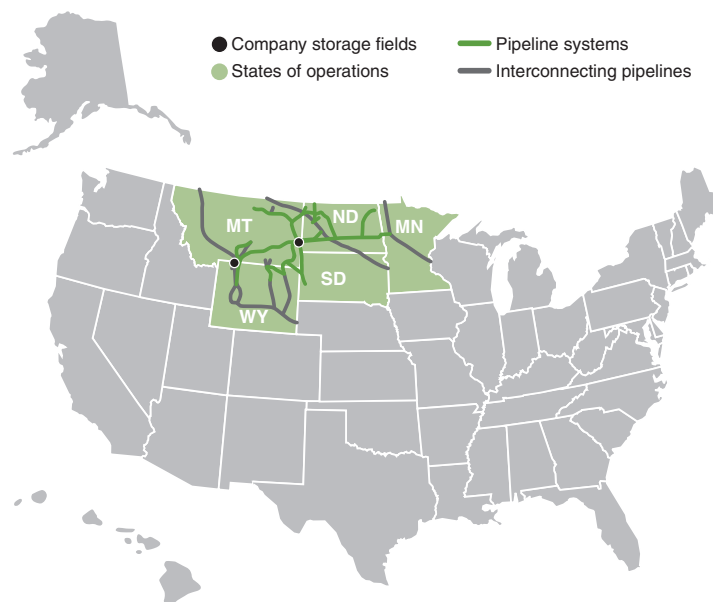 Company storage fields
Pipeline systems
States of operations
Interconnecting pipelines
MT
ND
MN
SD
WY